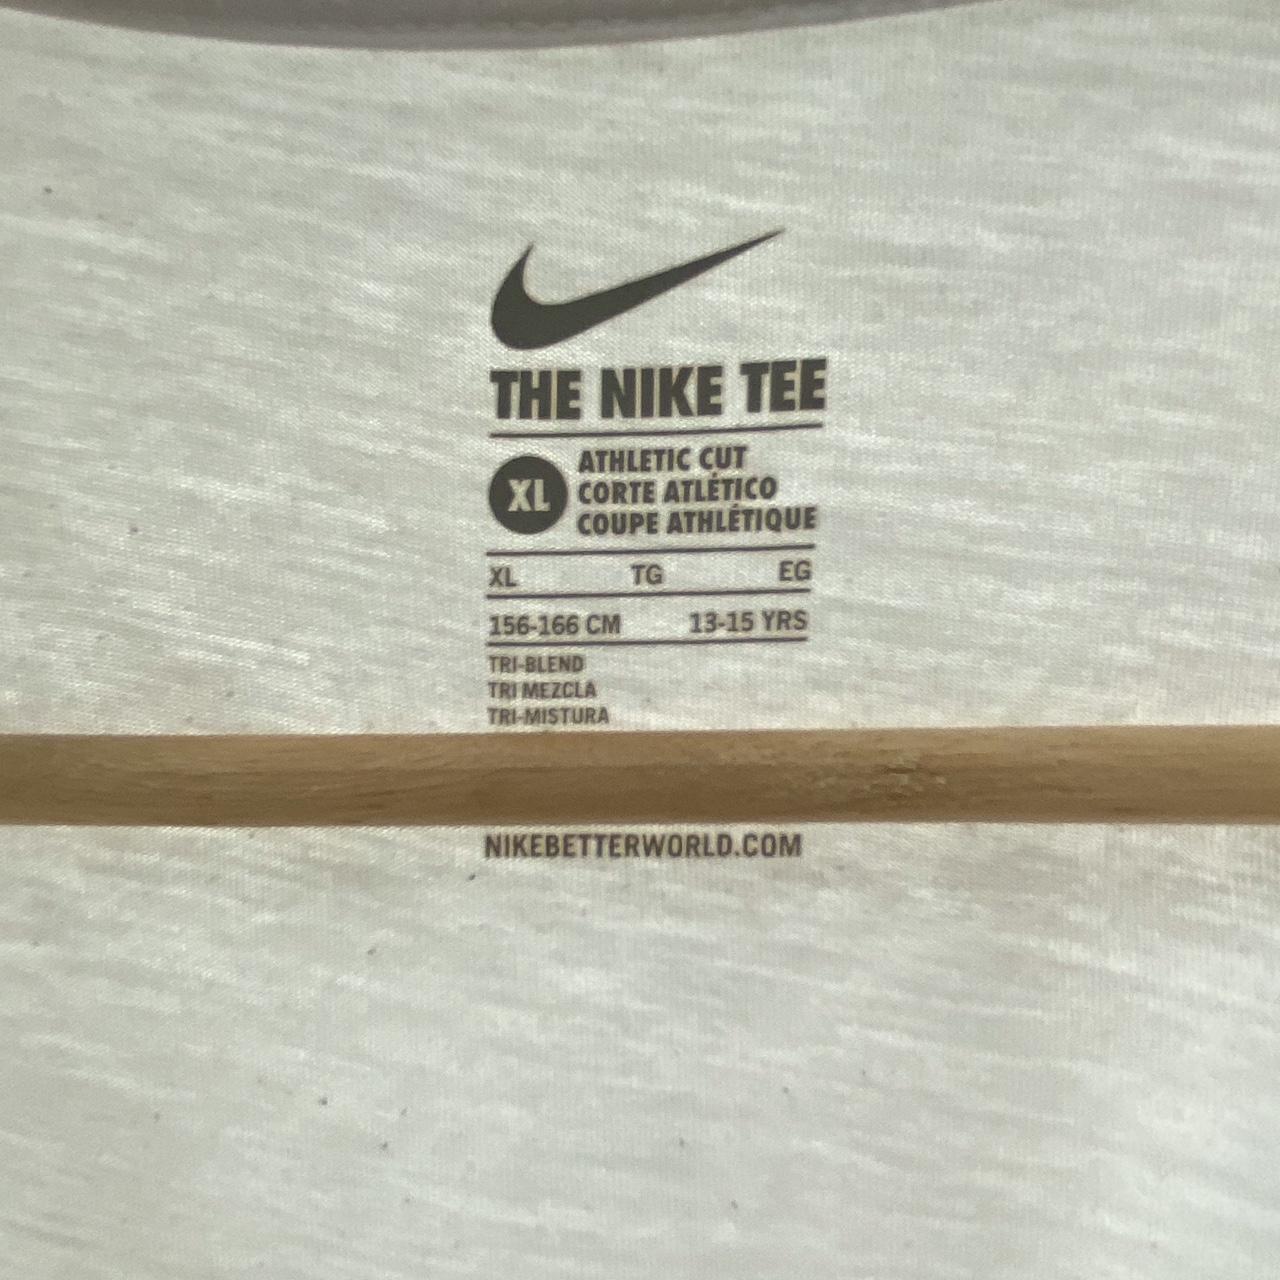 THE NIKE TEE
XL
ATHLETIC CUT
CORTE ATLÉTICO
COUPE ATHLÉTIQUE
XL TG EG
156-166 CM 13-15 YRS
TRI-BLEND
TRI MEZCLA
TRI-MISTURA
NIKEBETTERWORLD.COM